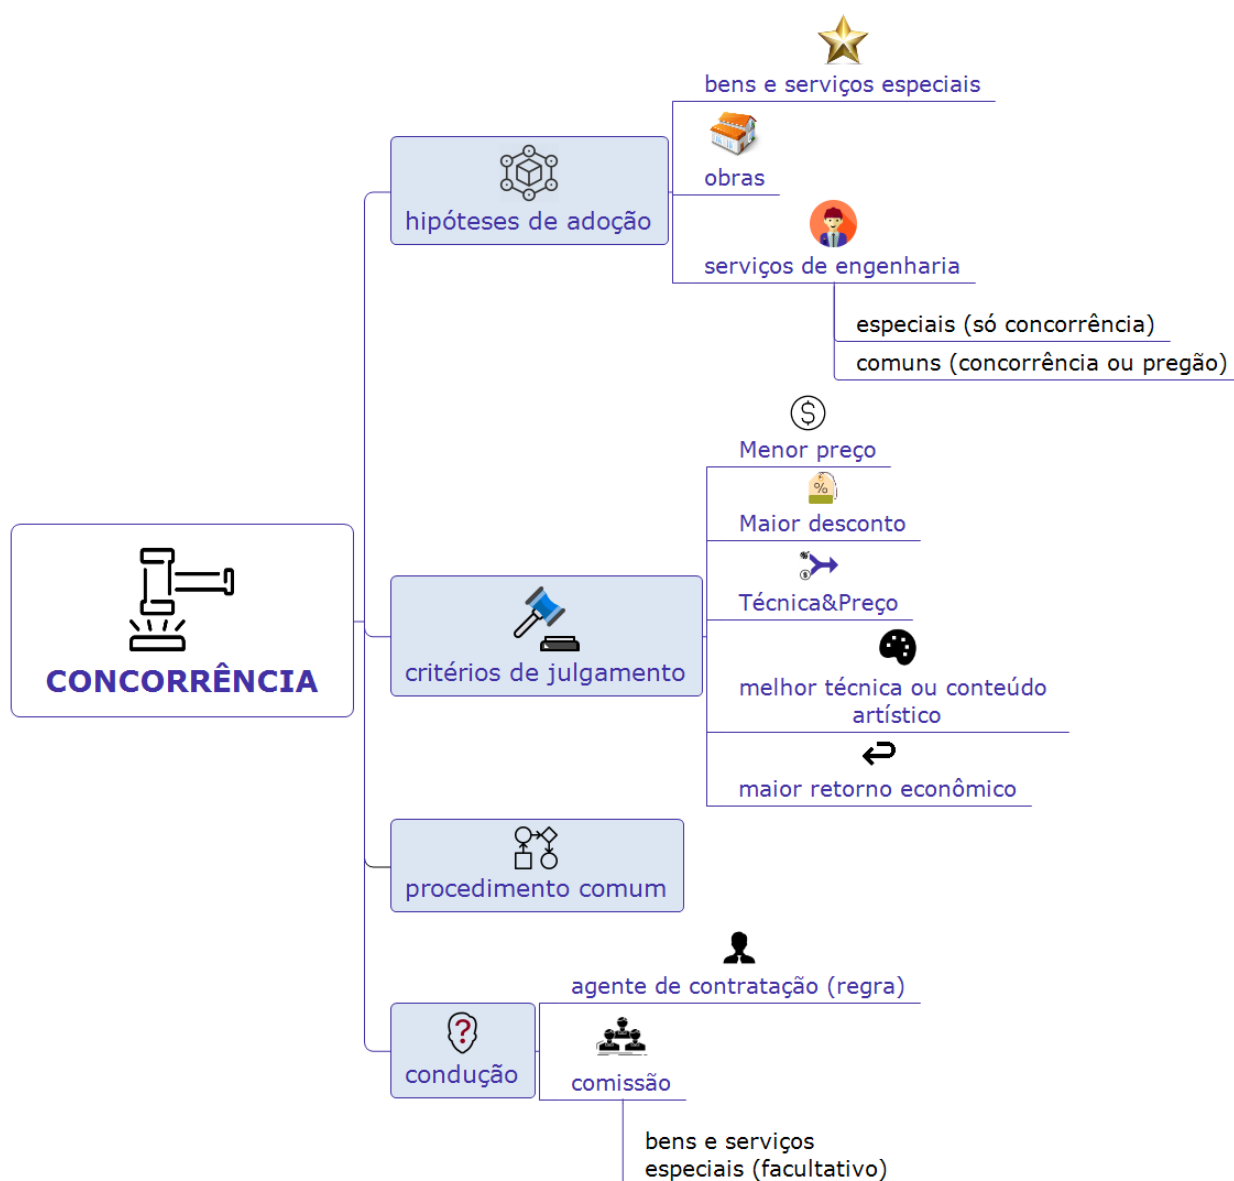 bens e serviços especiais
obras
hipóteses de adoção
serviços de engenharia
especiais (só concorrência)
comuns (concorrência ou pregão)
$
Menor preço
%
Maior desconto
%
$
Técnica&Preço
CONCORRÊNCIA
critérios de julgamento
melhor técnica ou conteúdo
artístico
maior retorno econômico
procedimento comum
agente de contratação (regra)
?
condução
comissão
bens e serviços
especiais (facultativo)